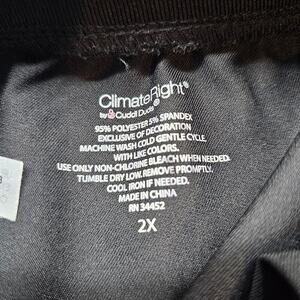 ClimateRight®
by Cuddl Duds®
95% POLYESTER 5% SPANDEX
EXCLUSIVE OF DECORATION
MACHINE WASH COLD GENTLE CYCLE
WITH LIKE COLORS.
USE ONLY NON-CHLORINE BLEACH WHEN NEEDED.
TUMBLE DRY LOW. REMOVE PROMPTLY.
COOL IRON IF NEEDED.
MADE IN CHINA
RN 34452
2X